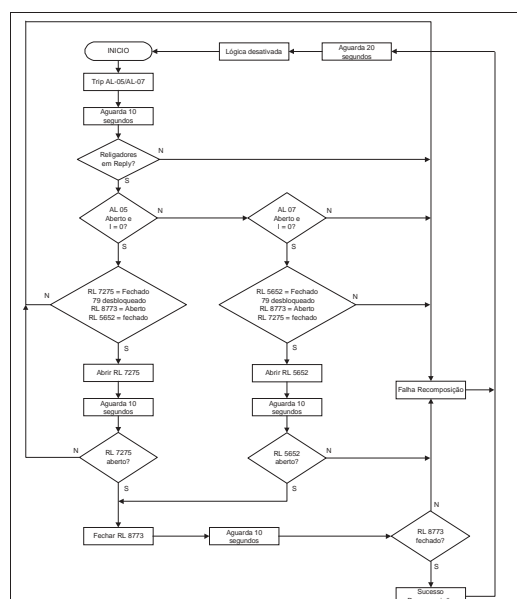 INICIO
Lógica desativada
Aguarda 20
segundos
Trip AL-05/AL-07
Aguarda 10
segundos
Religadores
em Reply?
N
S
AL 05
Aberto e
I = 0?
N
S
AL 07
Aberto e
I = 0?
N
S
N
RL 7275 = Fechado
79 desbloqueado
RL 8773 = Aberto
RL 5652 = fechado
S
RL 5652 = Fechado
79 desbloqueado
RL 8773 = Aberto
RL 7275 = fechado
N
S
Abrir RL 7275
Abrir RL 5652
Falha Recomposição
Aguarda 10
segundos
Aguarda 10
segundos
N
RL 7275
aberto?
S
RL 5652
aberto?
N
S
Fechar RL 8773
Aguarda 10
segundos
N
RL 8773
fechado?
S
Sucesso